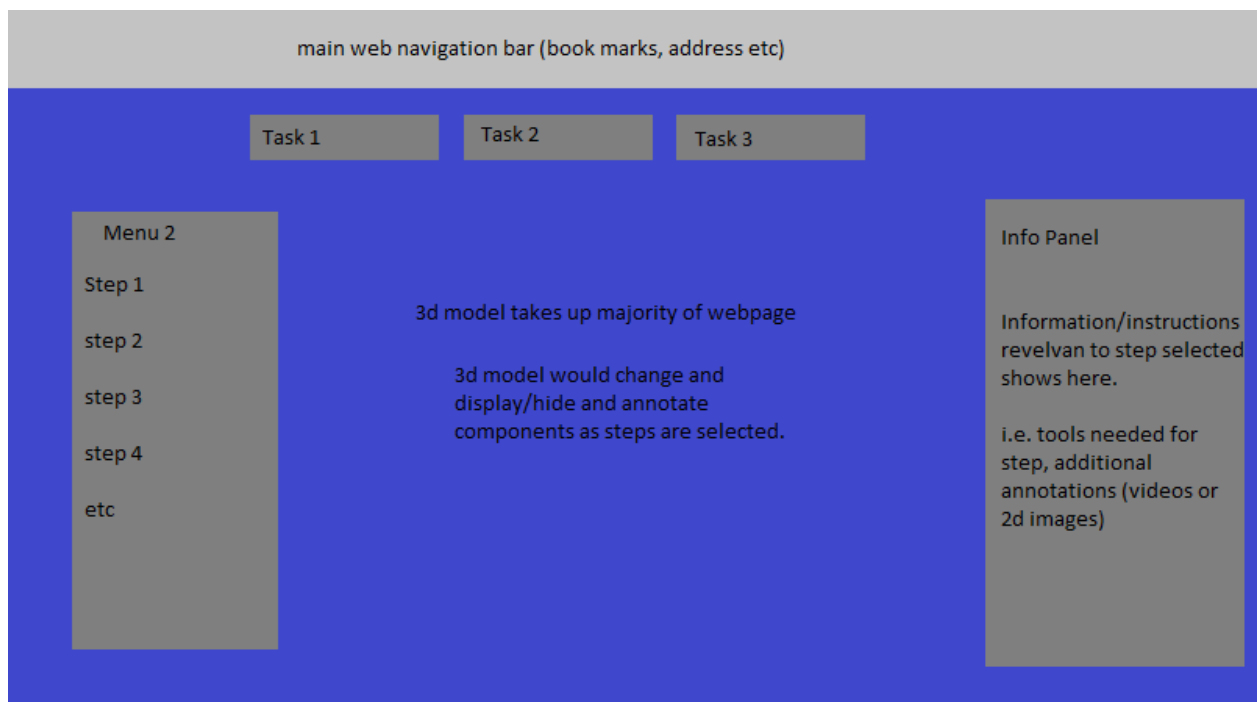 main web navigation bar (book marks, address etc)
Task 1
Task 2
Task 3
Menu 2
Step 1
step 2
step 3
step 4
etc
3d model takes up majority of webpage
3d model would change and
display/hide and annotate
components as steps are selected.
Info Panel
Information/instructions
revelvan to step selected
shows here.
i.e. tools needed for
step, additional
annotations (videos or
2d images)